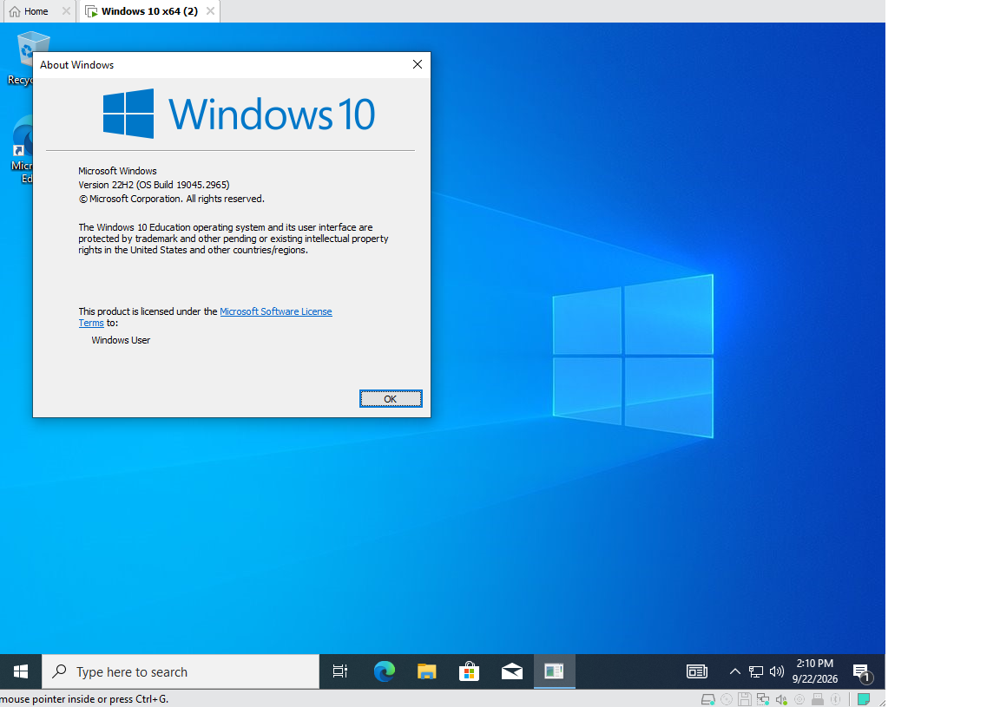 Home
Windows 10 x64 (2)
Recyc
Micr
Ed
About Windows
Windows 10
Microsoft Windows
Version 22H2 (OS Build 19045.2965)
© Microsoft Corporation. All rights reserved.
The Windows 10 Education operating system and its user interface are
protected by trademark and other pending or existing intellectual property
rights in the United States and other countries/regions.
This product is licensed under the Microsoft Software License
Terms to:
Windows User
OK
Type here to search
2:10 PM
9/22/2026
1
mouse pointer inside or press Ctrl+G.